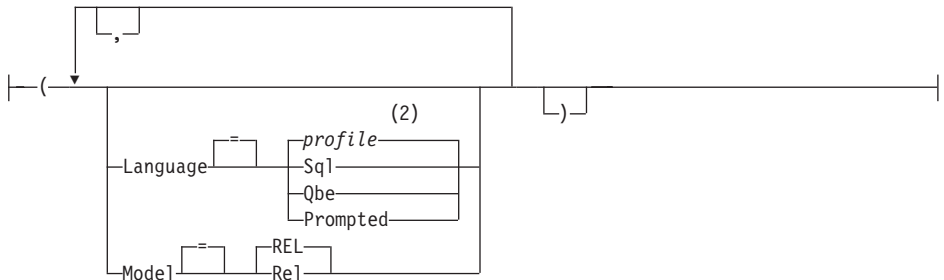 ,
(
)
(2)
=
profile
Language
Sql
Qbe
Prompted
=
REL
Model
Rel